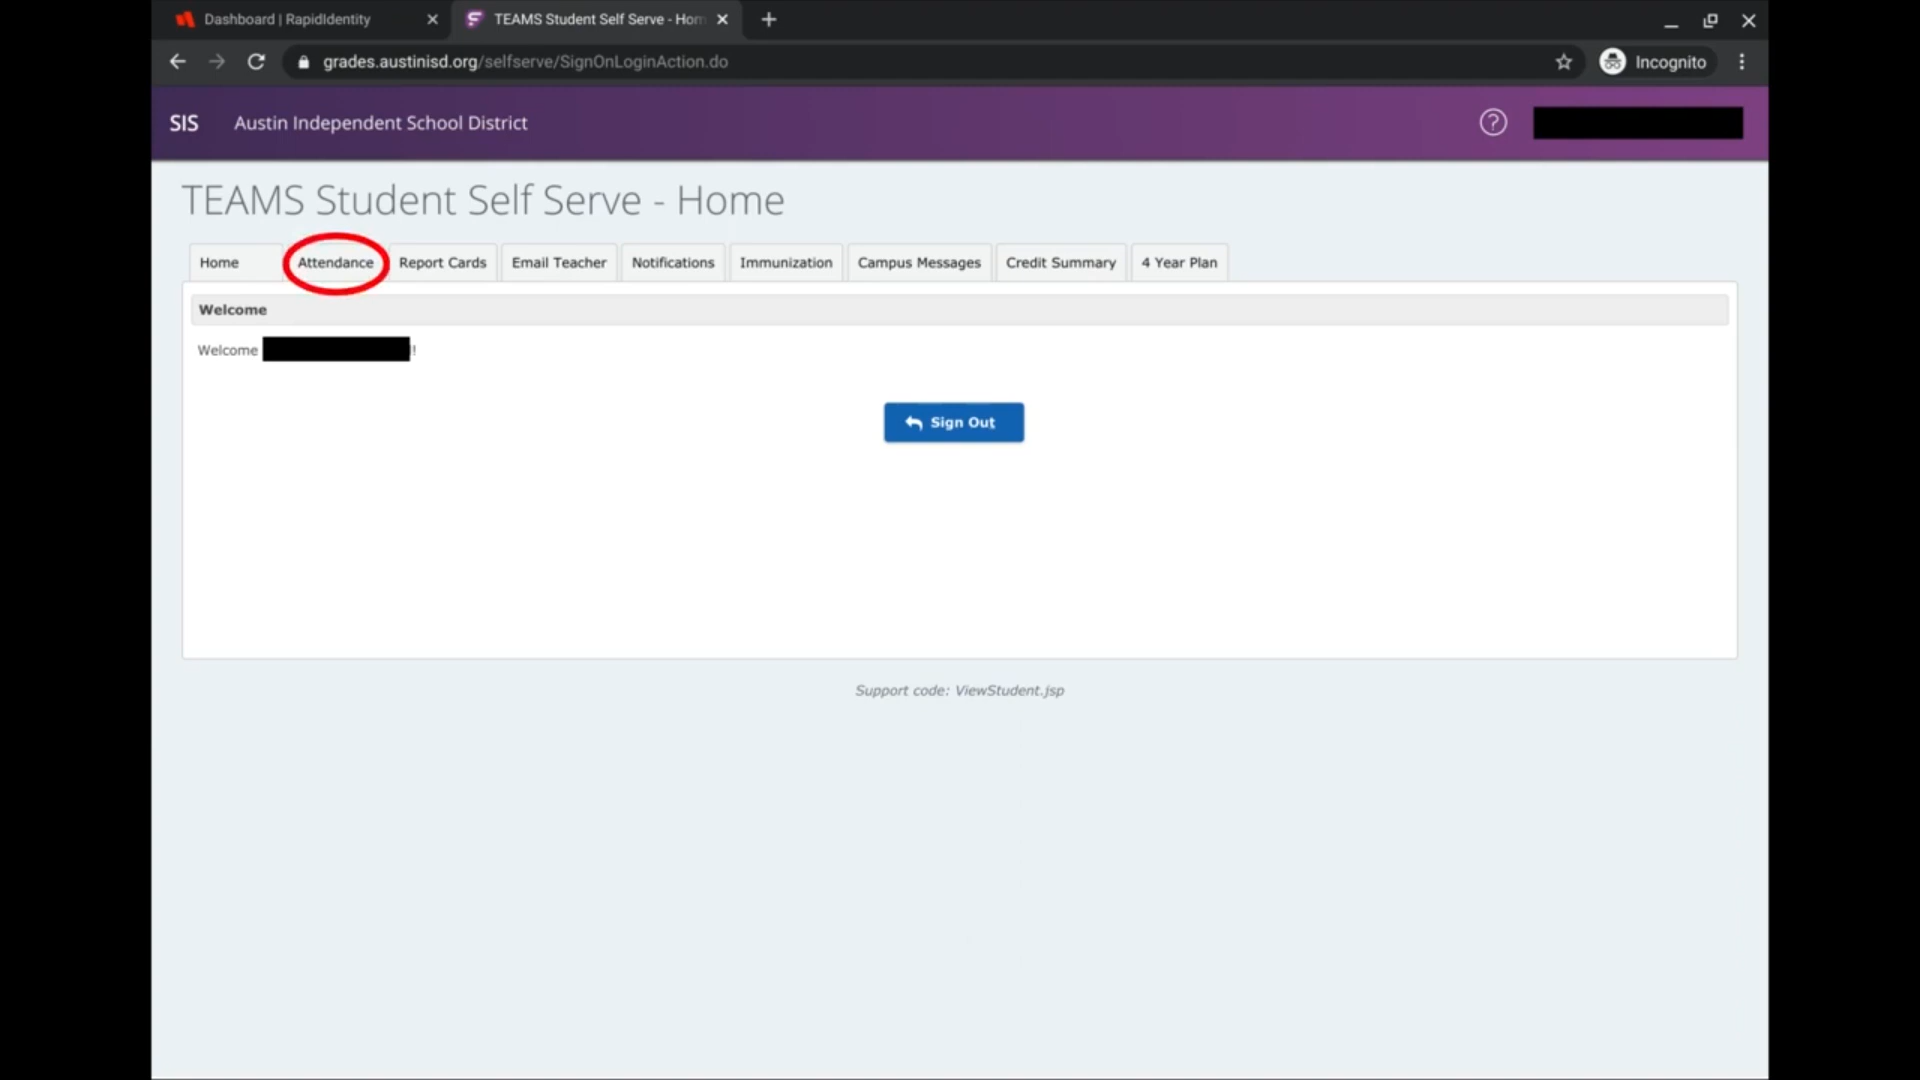 Dashboard | RapidIdentity
TEAMS Student Self Serve - Hom
grades.austinisd.org/selfserve/SignOnLoginAction.do
Incognito
SIS Austin Independent School District
?
TEAMS Student Self Serve - Home
Home Attendance Report Cards Email Teacher Notifications Immunization Campus Messages Credit Summary 4 Year Plan
Welcome
Welcome !
Sign Out
Support code: ViewStudent.jsp